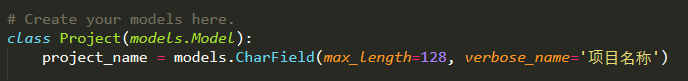 # Create your models here.
class Project(models.Model):
    project_name = models.CharField(max_length=128, verbose_name='项目名称')